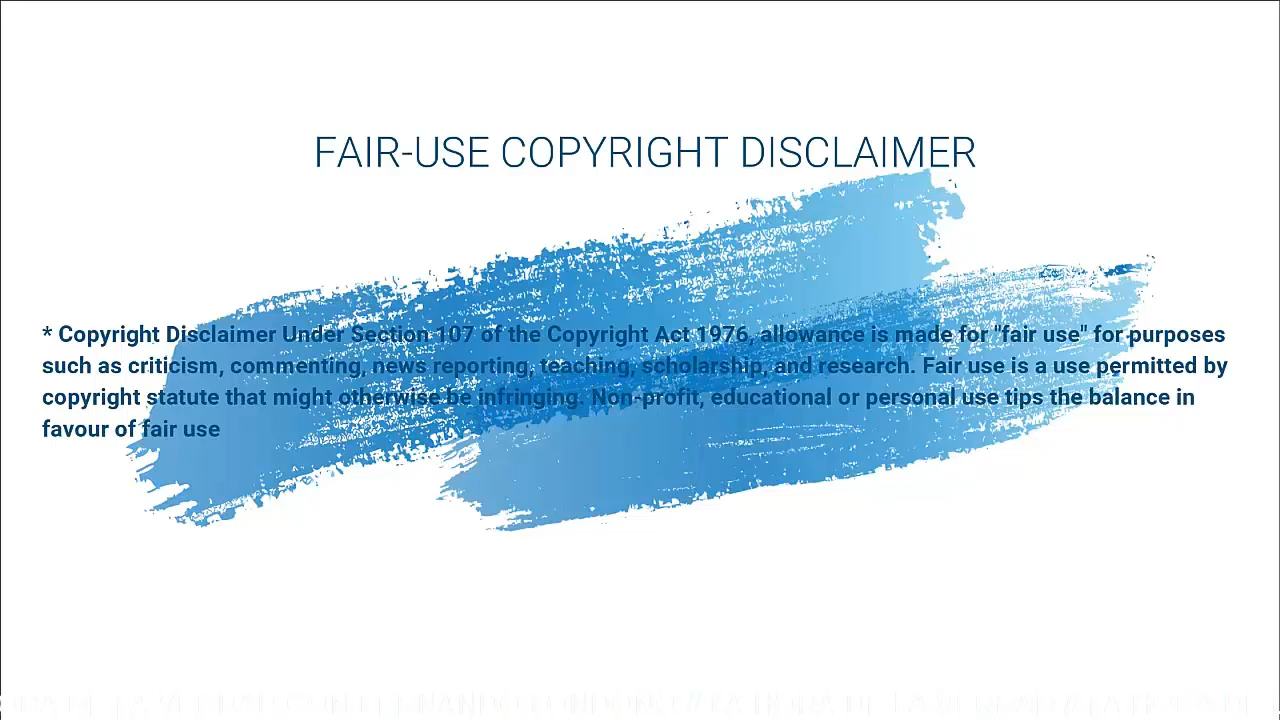 FAIR-USE COPYRIGHT DISCLAIMER
* Copyright Disclaimer Under Section 107 of the Copyright Act 1976, allowance is made for "fair use" for purposes
such as criticism, commenting, news reporting, teaching, scholarship, and research. Fair use is a use permitted by
copyright statute that might otherwise be infringing. Non-profit, educational or personal use tips the balance in
favour of fair use